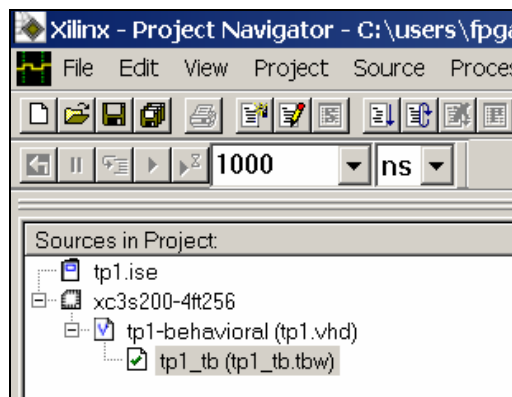 Xilinx - Project Navigator - C:\users\fpga
File Edit View Project Source Proces
1000 ns
Sources in Project:
tp1.ise
xc3s200-4ft256
tp1-behavioral (tp1.vhd)
tp1_tb (tp1_tb.tbw)